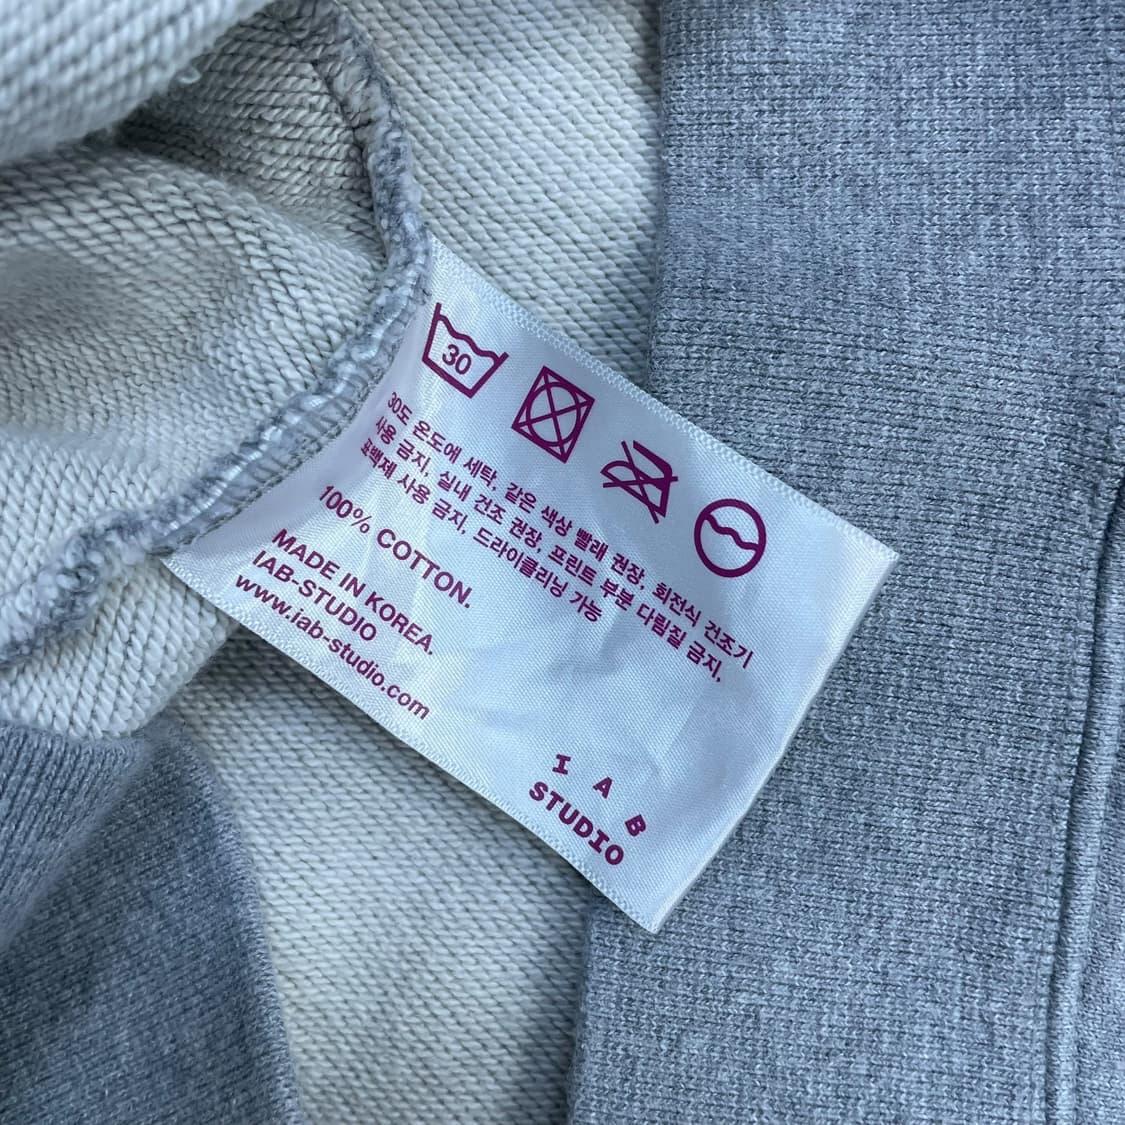 30
30도 온도에 세탁, 같은 색상 빨래 권장, 회전식 건조기
사용 금지, 실내 건조 권장, 프린트 부분 다림질 금지,
표백제 사용 금지, 드라이클리닝 가능
100% COTTON.
MADE IN KOREA.
IAB-STUDIO
www.iab-studio.com
I A B
STUDIO